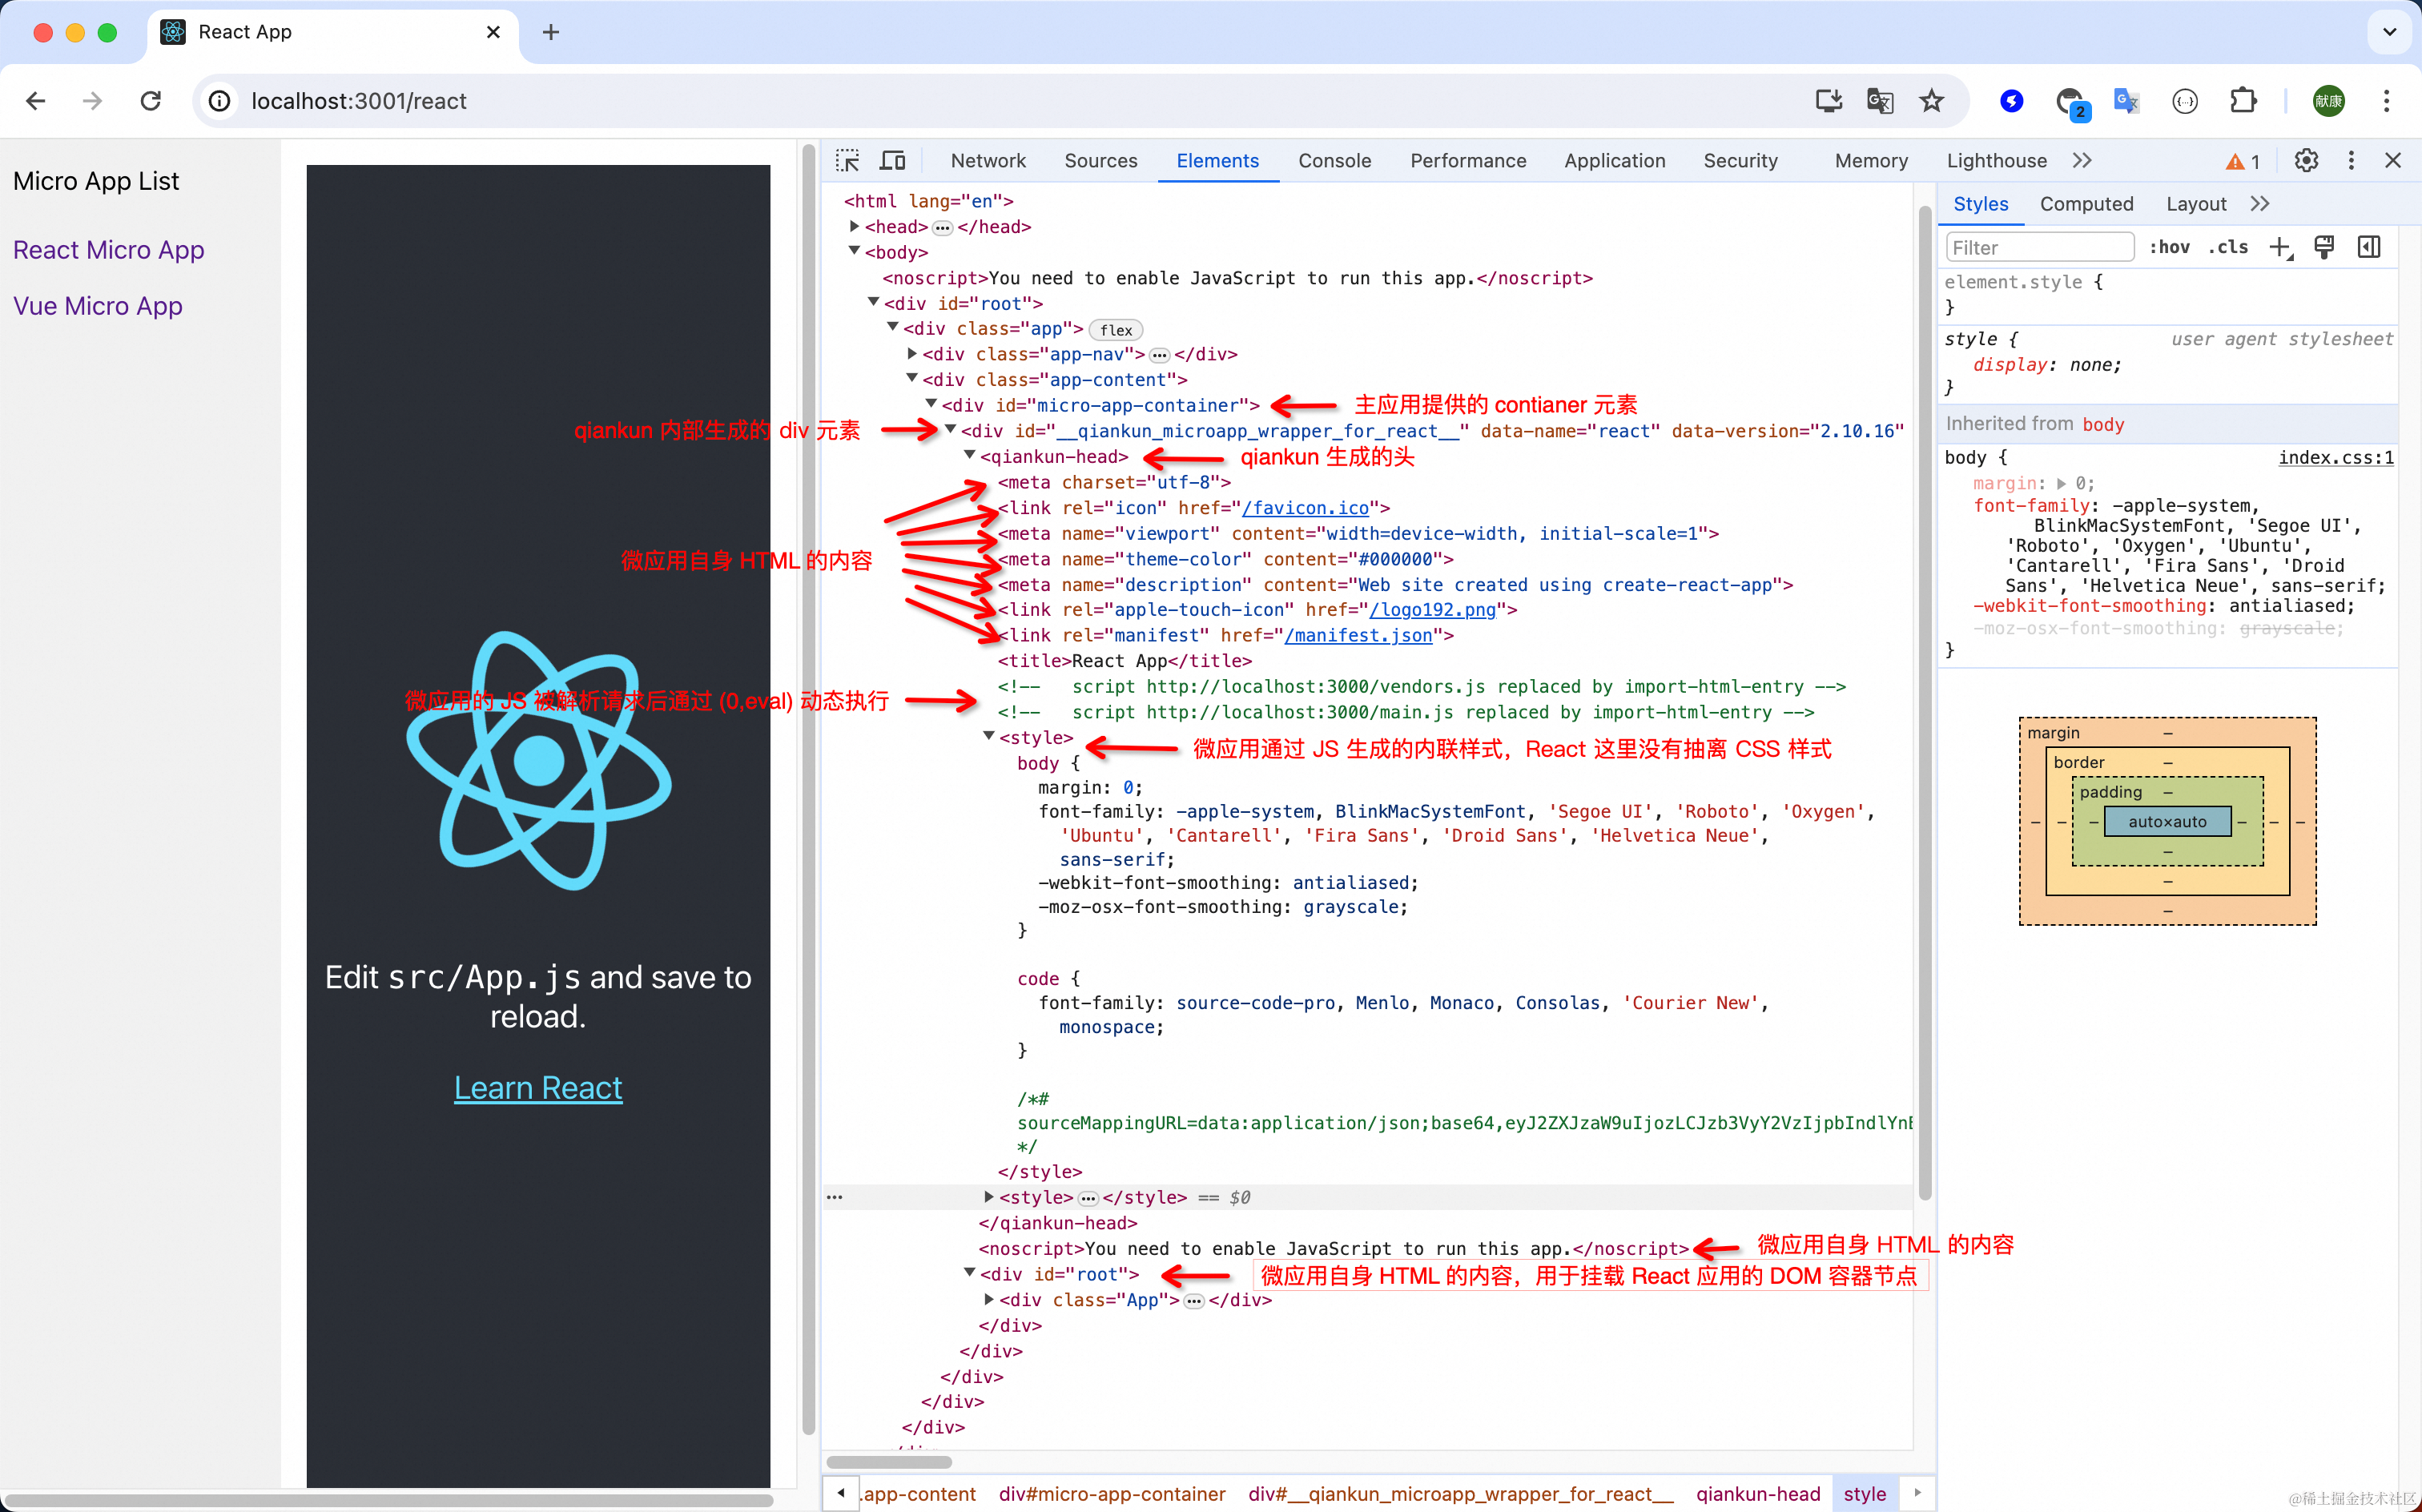 React App
localhost:3001/react
2
献康
Micro App List
React Micro App
Vue Micro App
Edit src/App.js and save to
reload.
Learn React
Network Sources Elements Console Performance Application Security Memory Lighthouse 1
<html lang="en">
<head> </head>
<body>
<noscript>You need to enable JavaScript to run this app.</noscript>
<div id="root">
<div class="app"> flex
<div class="app-nav"> </div>
<div class="app-content">
<div id="micro-app-container"> 主应用提供的 contianer 元素
qiankun 内部生成的 div 元素 <div id="__qiankun_microapp_wrapper_for_react__" data-name="react" data-version="2.10.16"
<qiankun-head> qiankun 生成的头
<meta charset="utf-8">
<link rel="icon" href="/favicon.ico">
<meta name="viewport" content="width=device-width, initial-scale=1">
微应用自身 HTML 的内容 <meta name="theme-color" content="#000000">
<meta name="description" content="Web site created using create-react-app">
<link rel="apple-touch-icon" href="/logo192.png">
<link rel="manifest" href="/manifest.json">
<title>React App</title>
<!-- script http://localhost:3000/vendors.js replaced by import-html-entry -->
微应用的 JS 被解析请求后通过 (0,eval) 动态执行
<!-- script http://localhost:3000/main.js replaced by import-html-entry -->
<style> 微应用通过 JS 生成的内联样式，React 这里没有抽离 CSS 样式
body {
margin: 0;
font-family: -apple-system, BlinkMacSystemFont, 'Segoe UI', 'Roboto', 'Oxygen',
'Ubuntu', 'Cantarell', 'Fira Sans', 'Droid Sans', 'Helvetica Neue',
sans-serif;
-webkit-font-smoothing: antialiased;
-moz-osx-font-smoothing: grayscale;
}
code {
font-family: source-code-pro, Menlo, Monaco, Consolas, 'Courier New',
monospace;
}
/*#
sourceMappingURL=data:application/json;base64,eyJ2ZXJzaW9uIjozLCJzb3VyY2VzIjpbIndlYn
*/
</style>
<style> </style> == $0
</qiankun-head>
<noscript>You need to enable JavaScript to run this app.</noscript> 微应用自身 HTML 的内容
<div id="root"> 微应用自身 HTML 的内容，用于挂载 React 应用的 DOM 容器节点
<div class="App"> </div>
</div>
</div>
</div>
</div>
</div>
.app-content div#micro-app-container div#__qiankun_microapp_wrapper_for_react__ qiankun-head style
Styles Computed Layout
Filter :hov .cls
element.style {
}
style { user agent stylesheet
display: none;
}
Inherited from body
body { index.css:1
margin: 0;
font-family: -apple-system,
BlinkMacSystemFont, 'Segoe UI',
'Roboto', 'Oxygen', 'Ubuntu',
'Cantarell', 'Fira Sans', 'Droid
Sans', 'Helvetica Neue', sans-serif;
-webkit-font-smoothing: antialiased;
-moz-osx-font-smoothing: grayscale;
}
margin –
border –
padding –
– – – auto×auto – – –
–
–
–
@稀土掘金技术社区